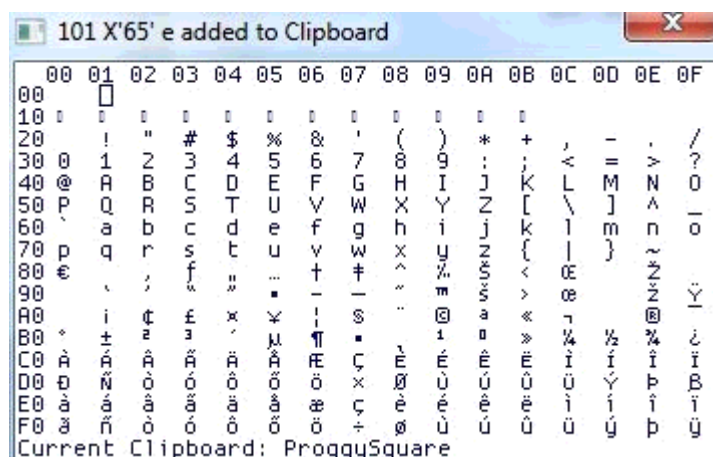 101 X'65' e added to Clipboard
00 01 02 03 04 05 06 07 08 09 0A 0B 0C 0D 0E 0F
00
10
20 ! " # $ % & ' ( ) * + , - . /
30 0 1 2 3 4 5 6 7 8 9 : ; < = > ?
40 @ A B C D E F G H I J K L M N O
50 P Q R S T U V W X Y Z [ \ ] ^ _
60 ` a b c d e f g h i j k l m n o
70 p q r s t u v w x y z { | } ~
80 € , ƒ „ … † ‡ ˆ ‰ Š ‹ Œ Ž
90 ‘ ’ “ ” ▪ – — ˜ ™ š › œ ž Ÿ
A0 ¡ ¢ £ ¤ ¥ ¦ § ¨ © ª « ¬ ®
B0 ° ± ² ³ ´ µ ¶ ▪ ¹ º » ¼ ½ ¾ ¿
C0 À Á Â Ã Ä Å Æ Ç È É Ê Ë Ì Í Î Ï
D0 Ð Ñ Ò Ó Ô Õ Ö × Ø Ù Ú Û Ü Ý Þ ß
E0 à á â ã ä å æ ç è é ê ë ì í î ï
F0 ð ñ ò ó ô õ ö ÷ ø ù ú û ü ý þ ÿ
Current Clipboard: ProggySquare